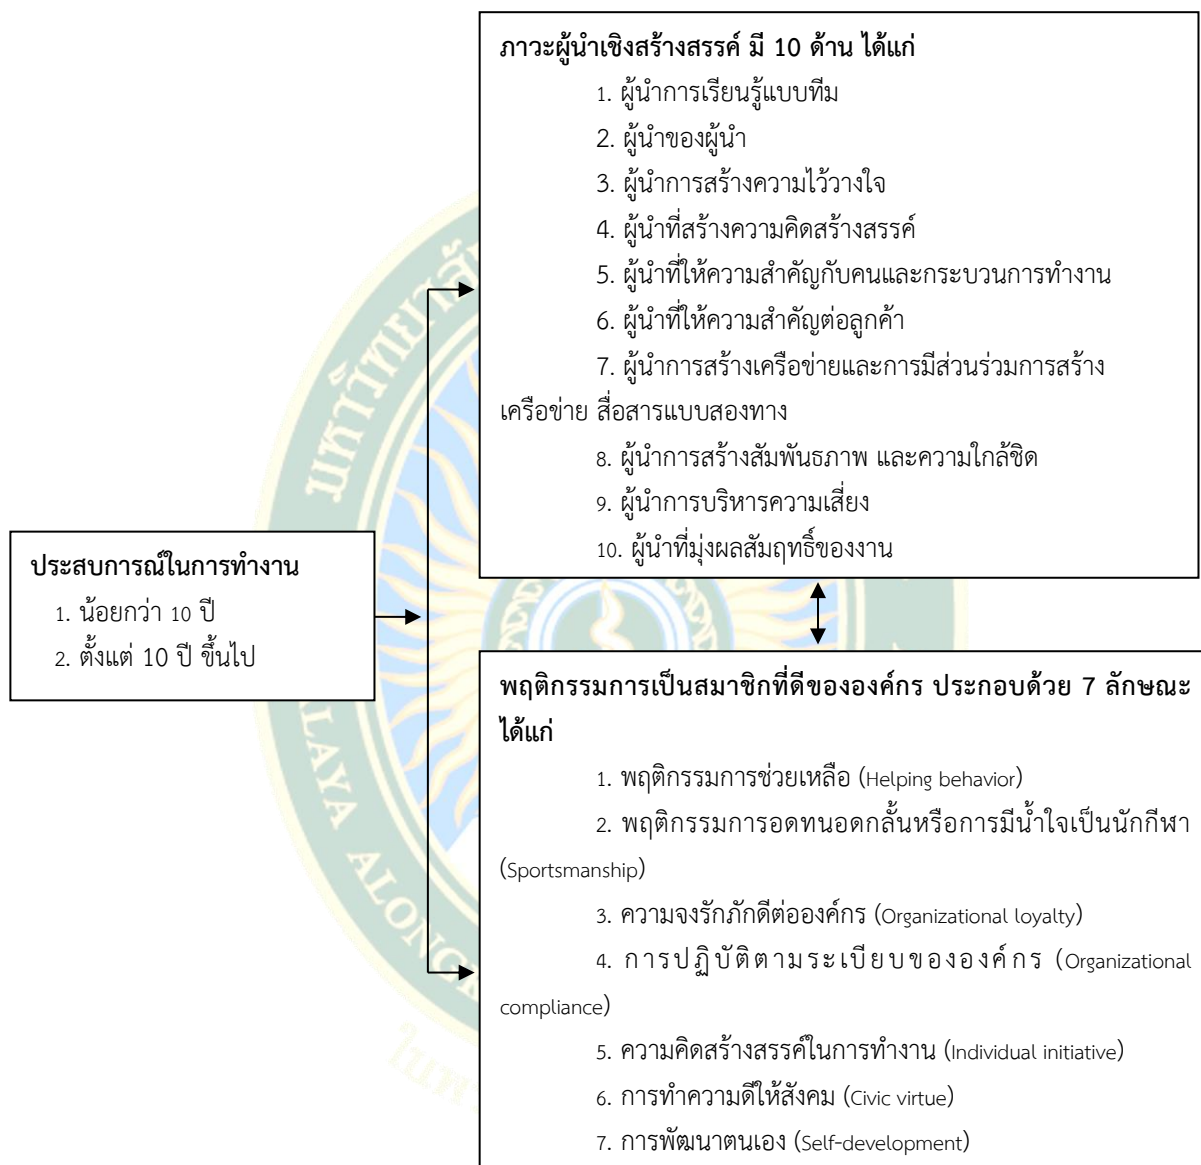 ภาวะผู้นำเชิงสร้างสรรค์ มี 10 ด้าน ได้แก่
1. ผู้นำการเรียนรู้แบบทีม
2. ผู้นำของผู้นำ
3. ผู้นำการสร้างความไว้วางใจ
4. ผู้นำที่สร้างความคิดสร้างสรรค์
5. ผู้นำที่ให้ความสำคัญกับคนและกระบวนการทำงาน
6. ผู้นำที่ให้ความสำคัญต่อลูกค้า
7. ผู้นำการสร้างเครือข่ายและการมีส่วนร่วมการสร้าง
เครือข่าย สื่อสารแบบสองทาง
8. ผู้นำการสร้างสัมพันธภาพ และความใกล้ชิด
9. ผู้นำการบริหารความเสี่ยง
10. ผู้นำที่มุ่งผลสัมฤทธิ์ของงาน
ประสบการณ์ในการทำงาน
1. น้อยกว่า 10 ปี
2. ตั้งแต่ 10 ปี ขึ้นไป
พฤติกรรมการเป็นสมาชิกที่ดีขององค์กร ประกอบด้วย 7 ลักษณะ
ได้แก่
1. พฤติกรรมการช่วยเหลือ (Helping behavior)
2. พฤติกรรมการอดทนอดกลั้นหรือการมีน้ำใจเป็นนักกีฬา
(Sportsmanship)
3. ความจงรักภักดีต่อองค์กร (Organizational loyalty)
4. การปฏิบัติตามระเบียบขององค์กร (Organizational
compliance)
5. ความคิดสร้างสรรค์ในการทำงาน (Individual initiative)
6. การทำความดีให้สังคม (Civic virtue)
7. การพัฒนาตนเอง (Self-development)